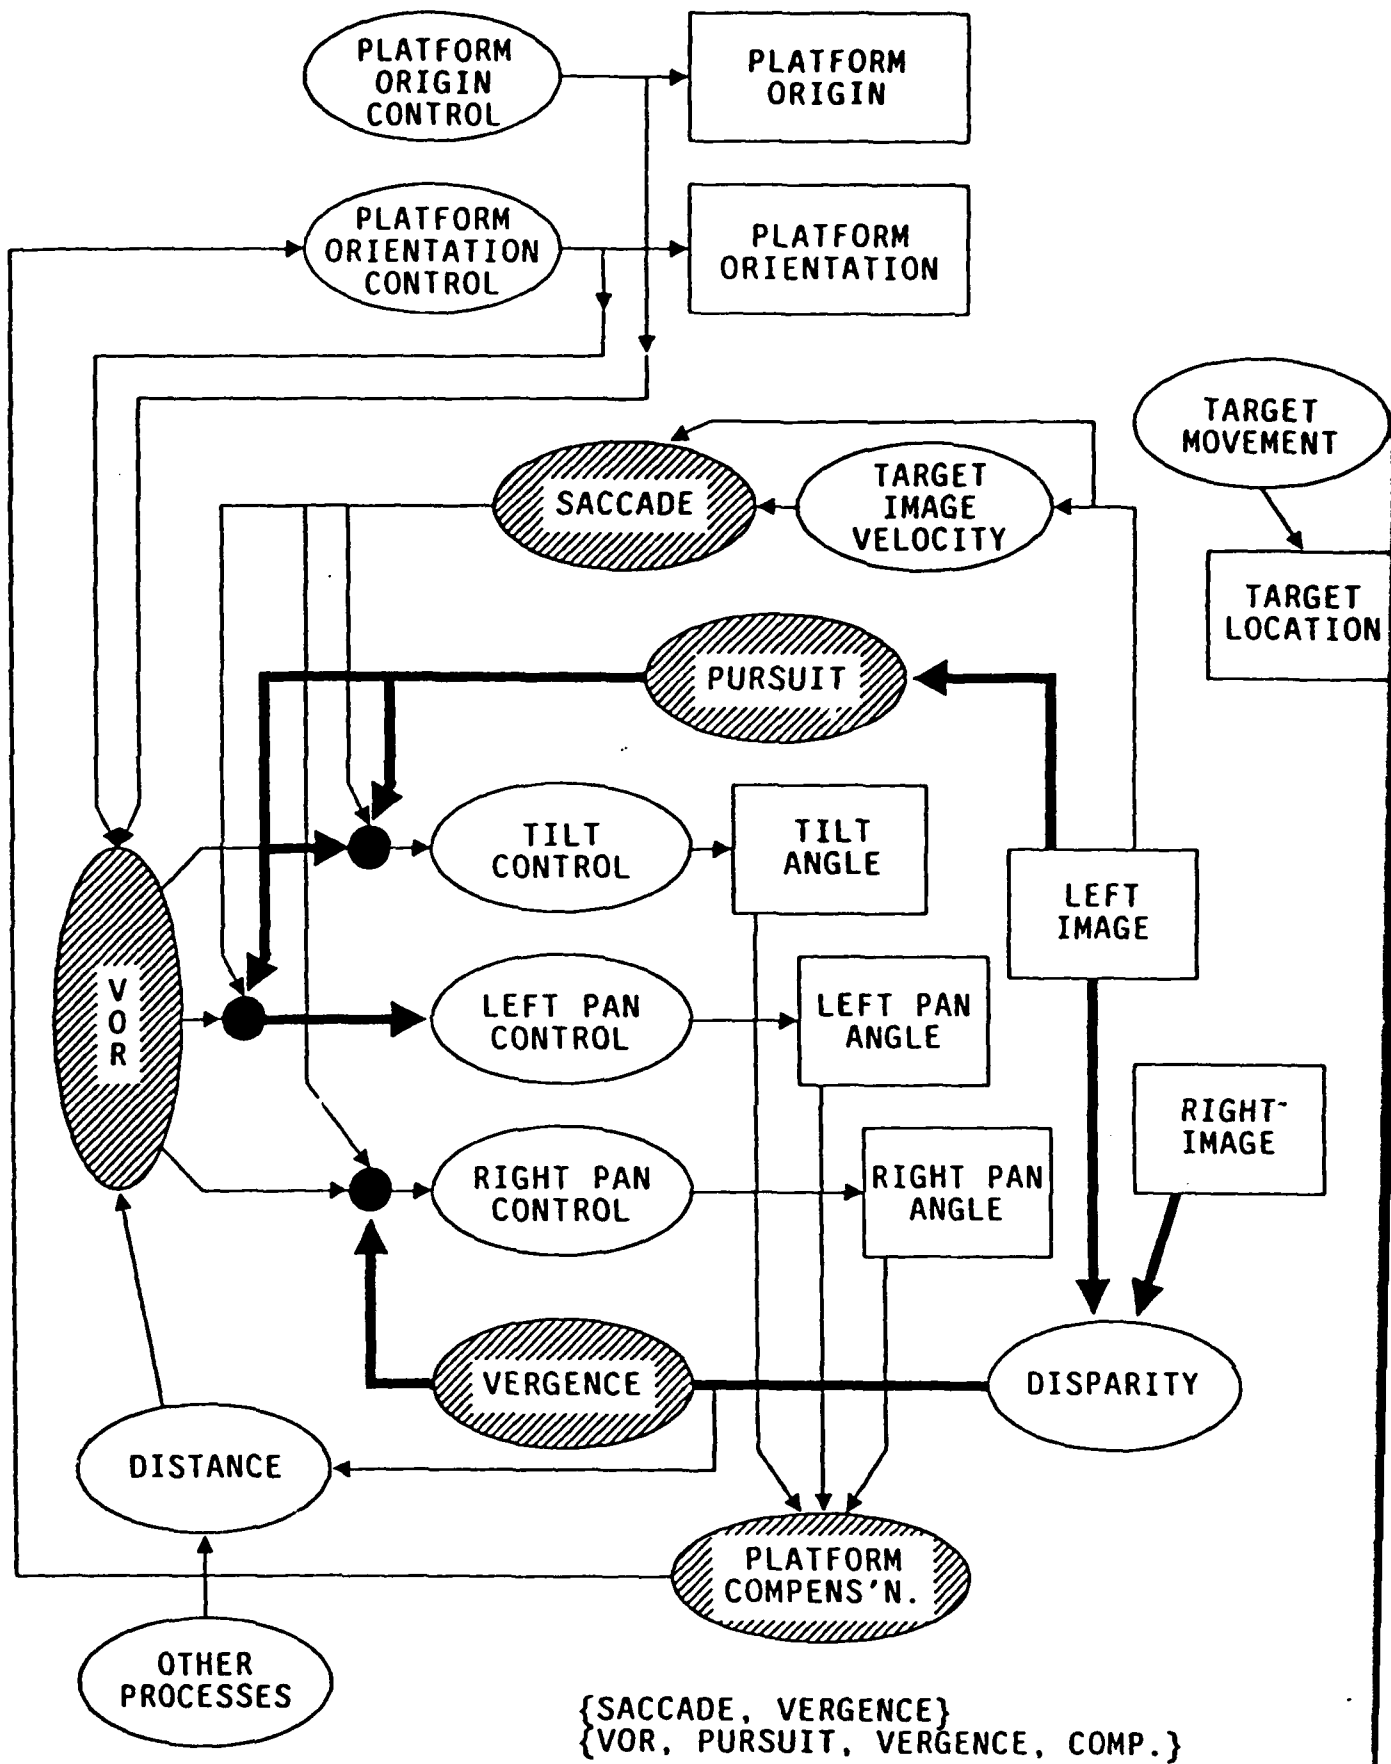 PLATFORM
ORIGIN
CONTROL
PLATFORM
ORIGIN
PLATFORM
ORIENTATION
CONTROL
PLATFORM
ORIENTATION
TARGET
MOVEMENT
SACCADE
TARGET
IMAGE
VELOCITY
TARGET
LOCATION
PURSUIT
TILT
CONTROL
TILT
ANGLE
LEFT
IMAGE
V
O
R
LEFT PAN
CONTROL
LEFT PAN
ANGLE
RIGHT
IMAGE
RIGHT PAN
CONTROL
RIGHT PAN
ANGLE
VERGENCE
DISPARITY
DISTANCE
PLATFORM
COMPENS'N.
OTHER
PROCESSES
{SACCADE, VERGENCE}
{VOR, PURSUIT, VERGENCE, COMP.}